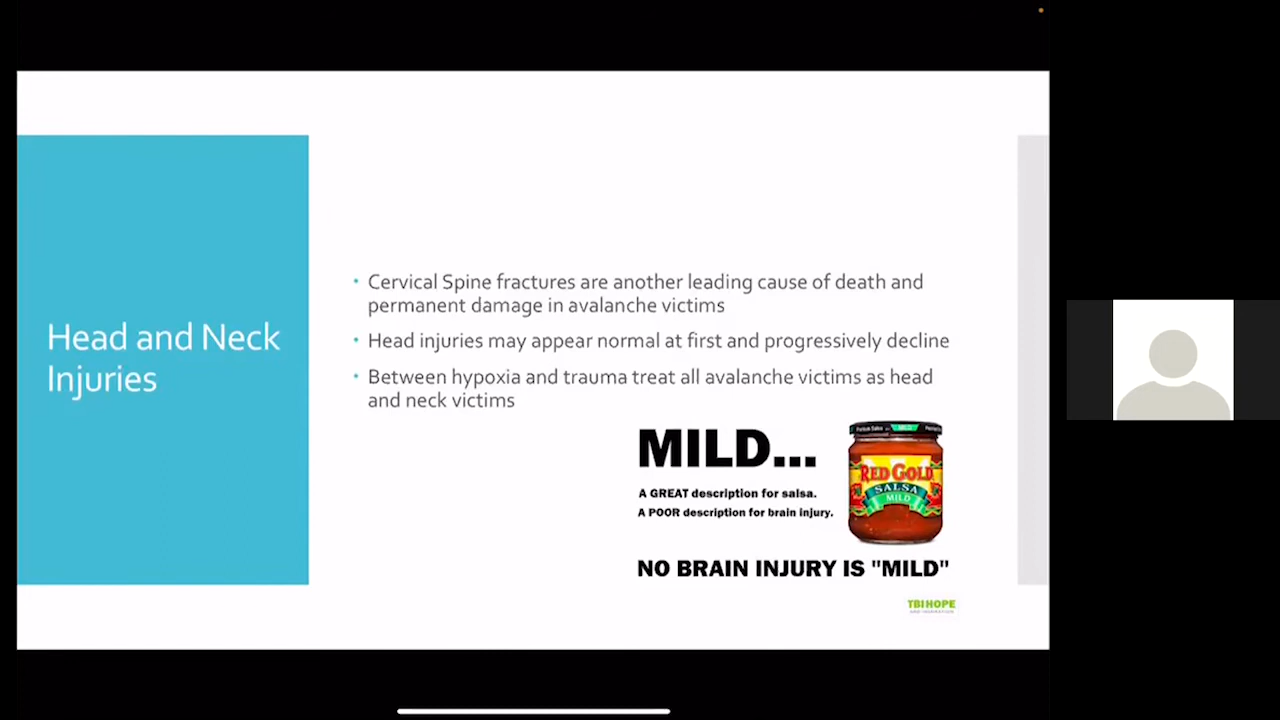 Head and Neck
Injuries
Cervical Spine fractures are another leading cause of death and
permanent damage in avalanche victims
Head injuries may appear normal at first and progressively decline
Between hypoxia and trauma treat all avalanche victims as head
and neck victims
MILD...
A GREAT description for salsa.
A POOR description for brain injury.
MILD
RED GOLD
SALSA
MILD
NO BRAIN INJURY IS "MILD"
TBI HOPE